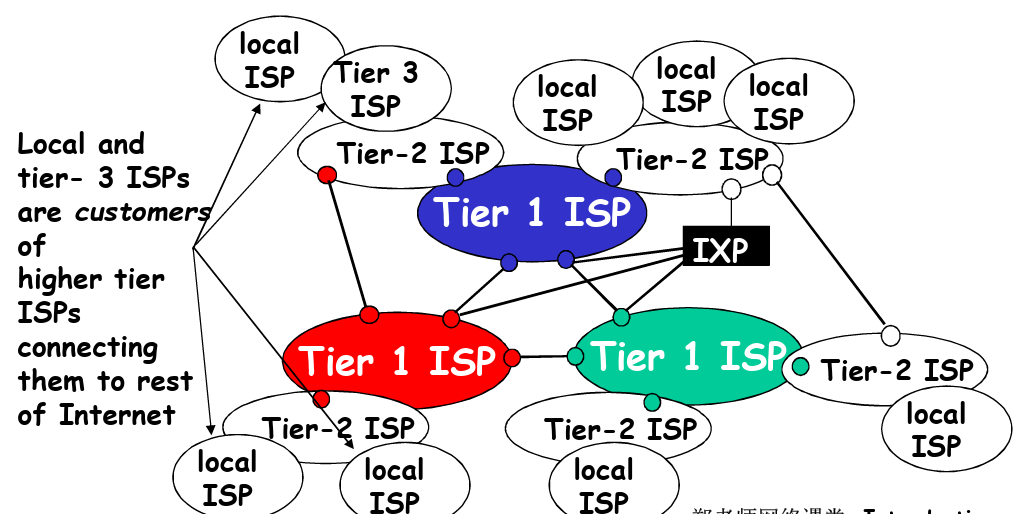 local
ISP
Tier 3
ISP
local
ISP
local
ISP
local
ISP
Tier-2 ISP
Tier-2 ISP
Local and
tier- 3 ISPs
are customers
of
higher tier
ISPs
connecting
them to rest
of Internet
Tier 1 ISP
IXP
Tier 1 ISP
Tier 1 ISP
Tier-2 ISP
local
ISP
Tier-2 ISP
Tier-2 ISP
local
ISP
local
ISP
local
ISP